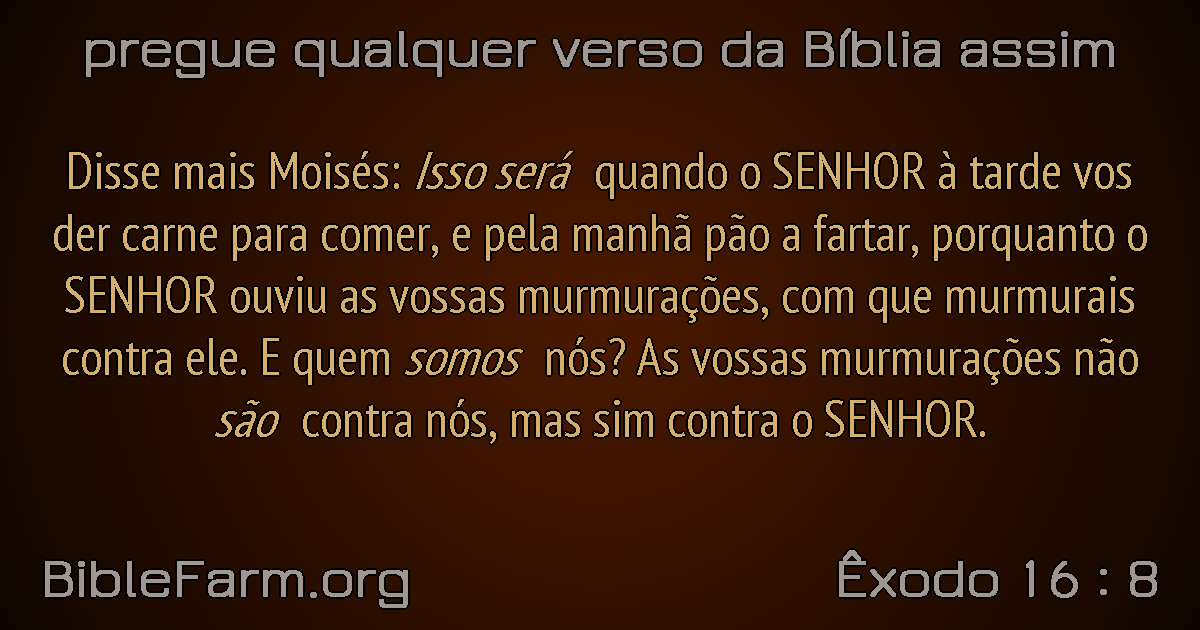 pregue qualquer verso da Bíblia assim
Disse mais Moisés: Isso será quando o SENHOR à tarde vos
der carne para comer, e pela manhã pão a fartar, porquanto o
SENHOR ouviu as vossas murmurações, com que murmurais
contra ele. E quem somos nós? As vossas murmurações não
são contra nós, mas sim contra o SENHOR.
BibleFarm.org
Êxodo 16 : 8